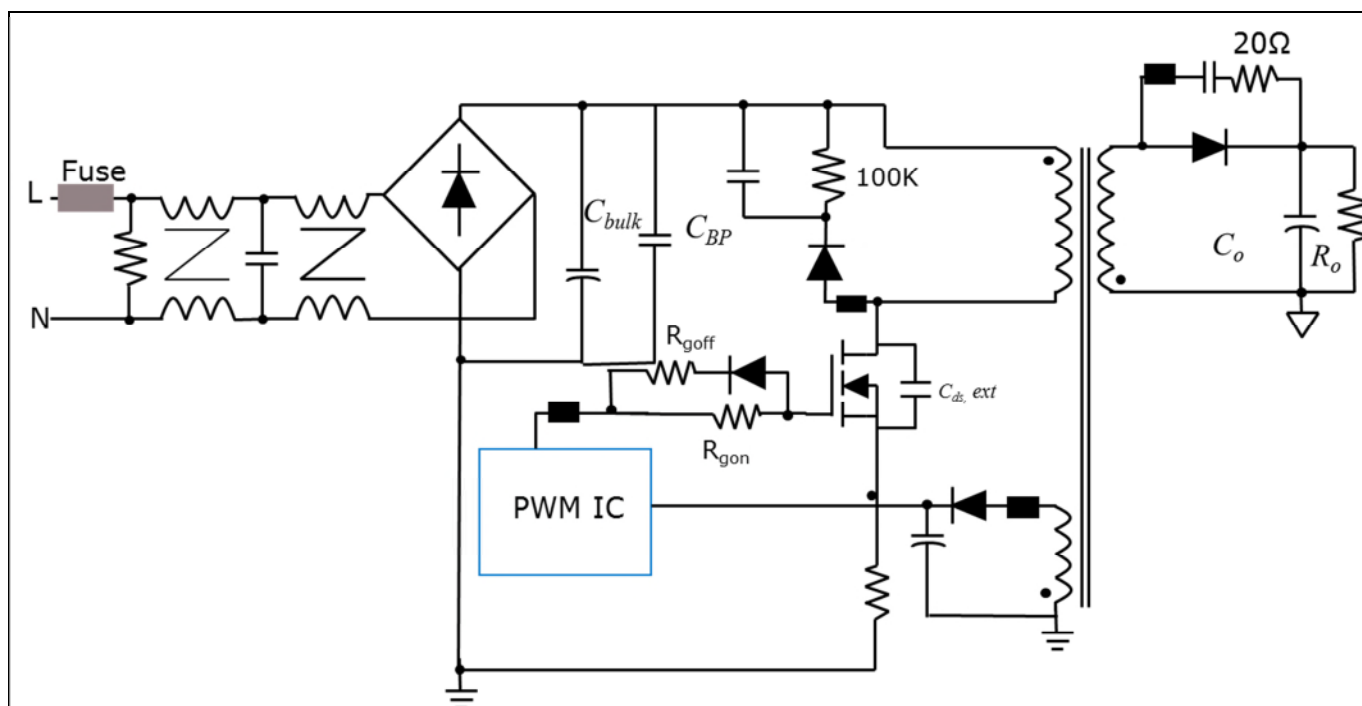 20Ω
Fuse
L
100K
C_bulk
C_BP
C_o
R_o
N
R_goff
C_ds, ext
R_gon
PWM IC